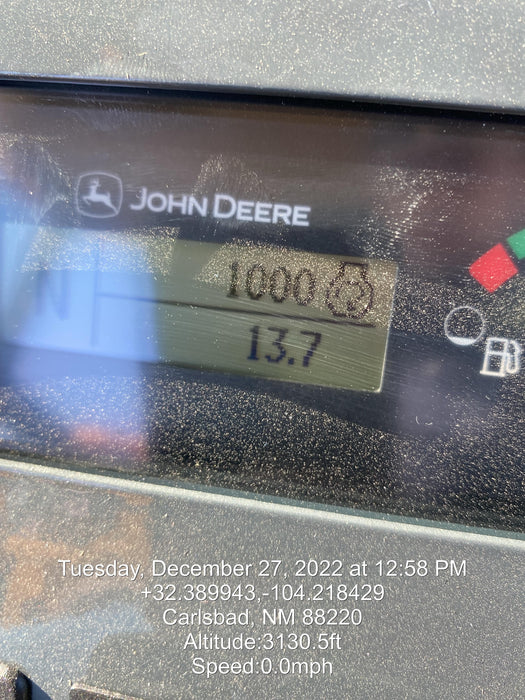 JOHN DEERE
N
1000
13.7
Tuesday, December 27, 2022 at 12:58 PM
+32.389943,-104.218429
Carlsbad, NM 88220
Altitude:3130.5ft
Speed:0.0mph